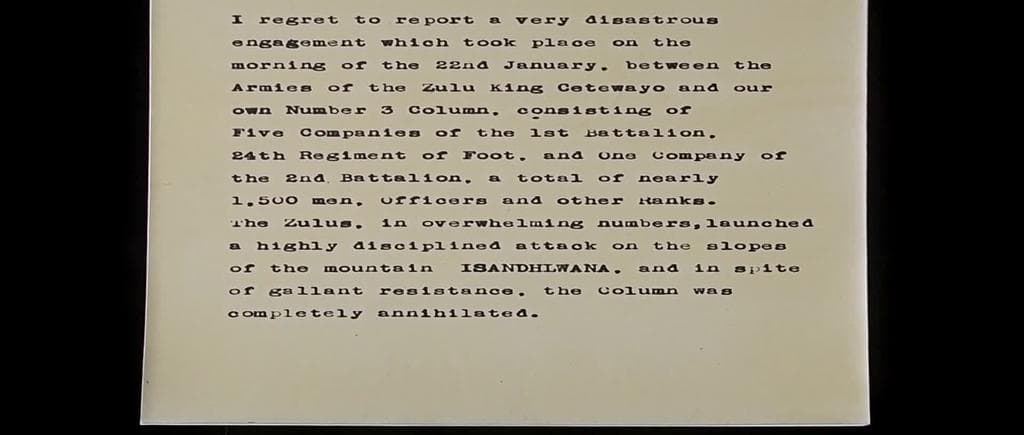 I regret to report a very disastrous
engagement which took place on the
morning of the 22nd January, between the
Armies of the Zulu King Cetewayo and our
own Number 3 Column, consisting of
Five Companies of the 1st Battalion,
24th Regiment of Foot, and One Company of
the 2nd Battalion, a total of nearly
1,500 men, Officers and other Ranks.
The Zulus, in overwhelming numbers, launched
a highly disciplined attack on the slopes
of the mountain ISANDHLWANA, and in spite
of gallant resistance, the Column was
completely annihilated.